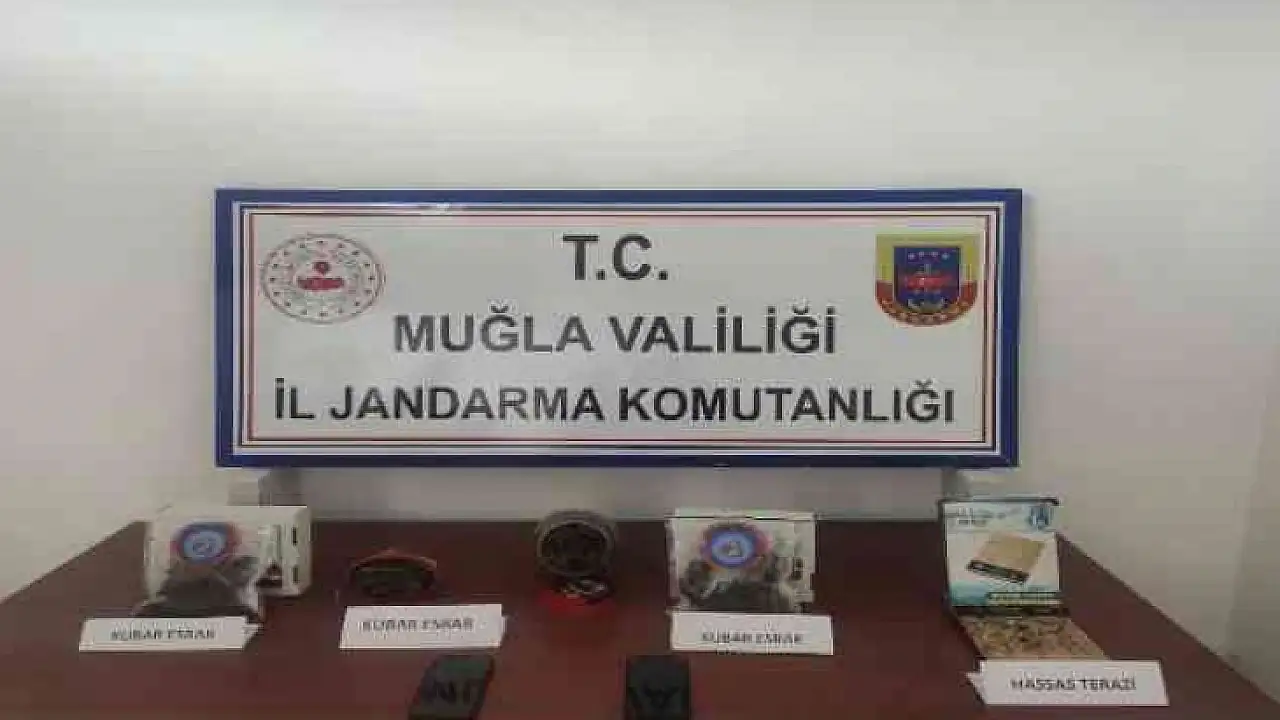 T.C.
MUĞLA VALİLİĞİ
İL JANDARMA KOMUTANLIĞI
KUBAR ESRAR
KUBAR ESRAR
KUBAR ESRAR
HASSAS TERAZİ